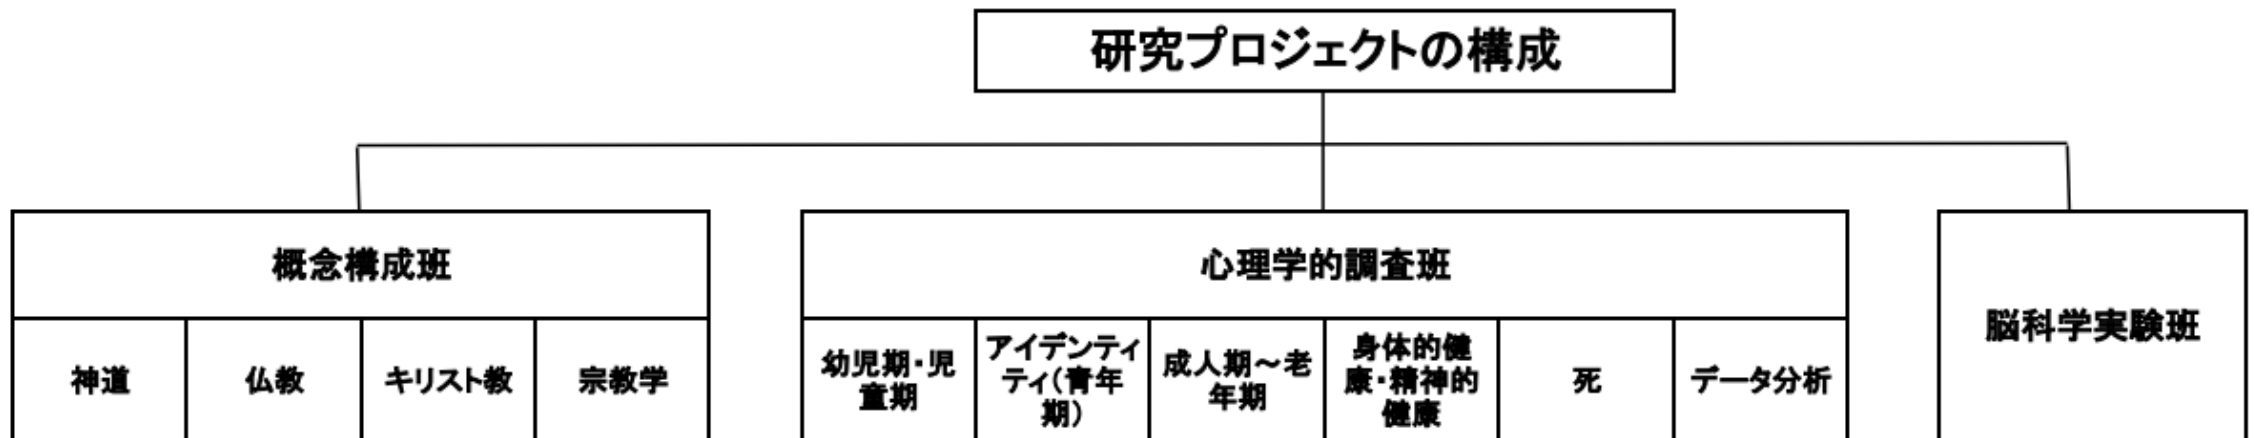 研究プロジェクトの構成
概念構成班
心理学的調査班
脳科学実験班
神道
仏教
キリスト教
宗教学
幼児期・児
童期
アイデンティ
ティ(青年
期)
成人期～老
年期
身体的健
康・精神的
健康
死
データ分析